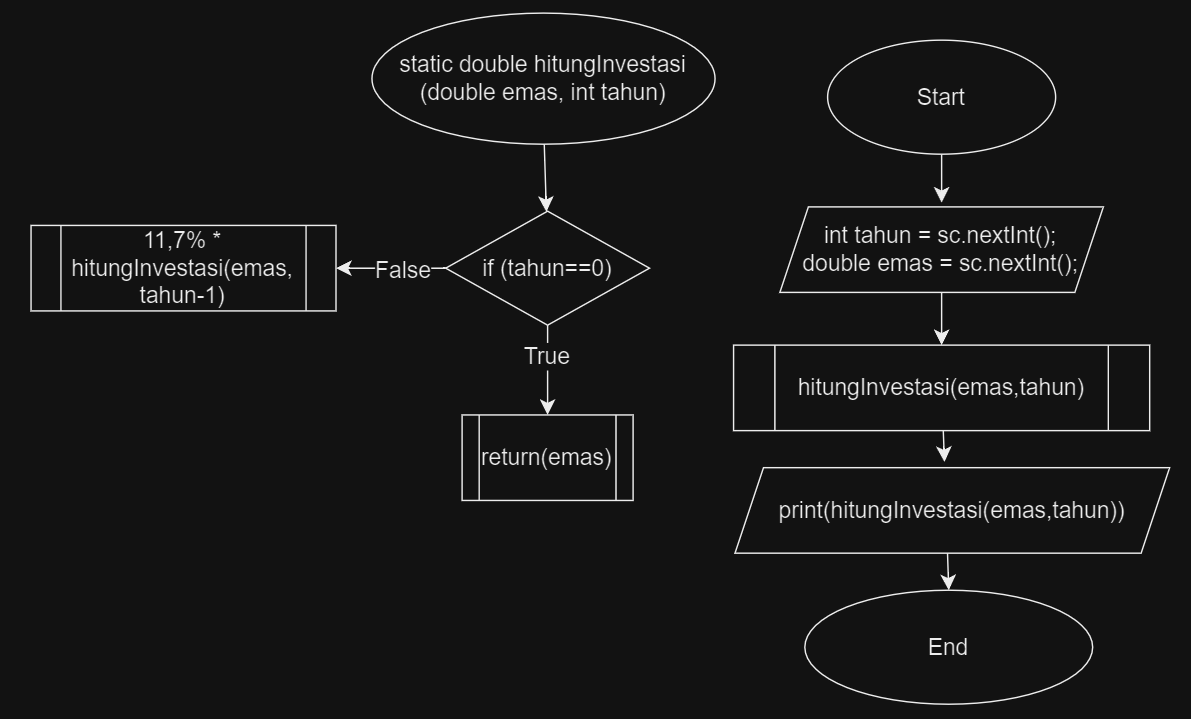 static double hitungInvestasi
(double emas, int tahun)
if (tahun==0)
False
11,7% *
hitungInvestasi(emas,
tahun-1)
True
return(emas)
Start
int tahun = sc.nextInt();
double emas = sc.nextInt();
hitungInvestasi(emas,tahun)
print(hitungInvestasi(emas,tahun))
End